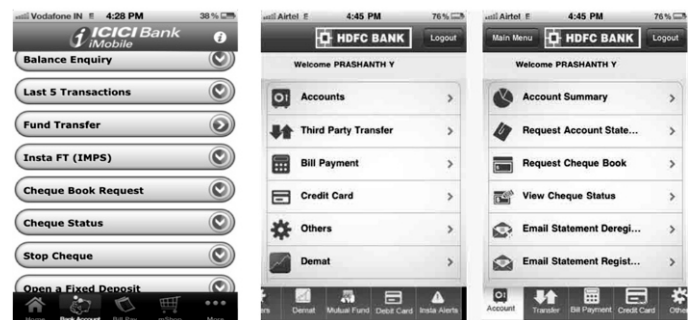 Vodafone IN E 4:28 PM 38%
ICICI Bank
iMobile
Balance Enquiry
Last 5 Transactions
Fund Transfer
Insta FT (IMPS)
Cheque Book Request
Cheque Status
Stop Cheque
Open a Fixed Deposit
Home Bank Account Bill Pay mShop More
Airtel E 4:45 PM 76%
HDFC BANK Logout
Welcome PRASHANTH Y
Accounts
Third Party Transfer
Bill Payment
Credit Card
Others
Demat
ers Demat Mutual Fund Debit Card Insta Alerts
Airtel E 4:45 PM 76%
Main Menu HDFC BANK Logout
Welcome PRASHANTH Y
Account Summary
Request Account State...
Request Cheque Book
View Cheque Status
Email Statement Deregi...
Email Statement Regist...
Account Transfer Bill Payment Credit Card Othe